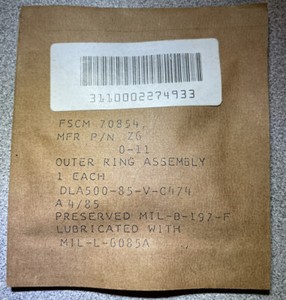 3110002274933
FSCM 70854,
MFR P/N ZG
0-11
OUTER RING ASSEMBLY
1 EACH
DLA500-85-V-C474
A 4/85
PRESERVED MIL-B-197-F
LUBRICATED WITH
MIL-L-6085A